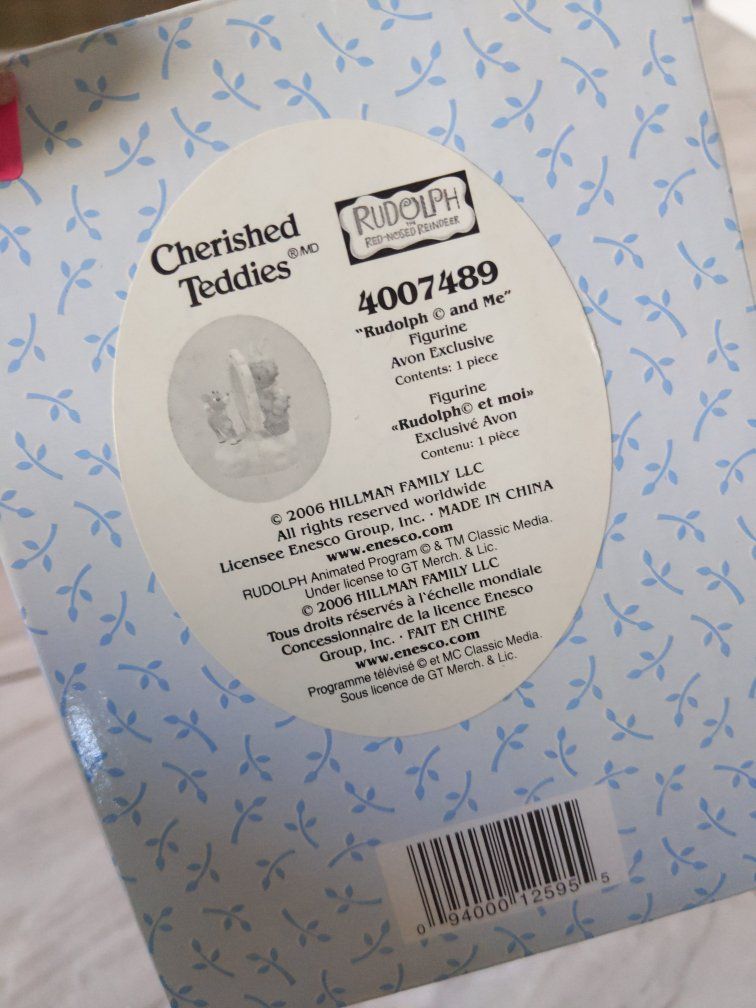 Cherished
Teddies®/MD
RUDOLPH
THE
RED-NOSED REINDEER
4007489
"Rudolph © and Me"
Figurine
Avon Exclusive
Contents: 1 piece
Figurine
«Rudolph© et moi»
Exclusivé Avon
Contenu: 1 pièce
© 2006 HILLMAN FAMILY LLC
All rights reserved worldwide
Licensee Enesco Group, Inc. · MADE IN CHINA
www.enesco.com
RUDOLPH Animated Program © & TM Classic Media.
Under license to GT Merch. & Lic.
© 2006 HILLMAN FAMILY LLC
Tous droits réservés à l'échelle mondiale
Concessionnaire de la licence Enesco
Group, Inc. · FAIT EN CHINE
www.enesco.com
Programme télévisé © et MC Classic Media.
Sous licence de GT Merch. & Lic.
0 94000 12595 5